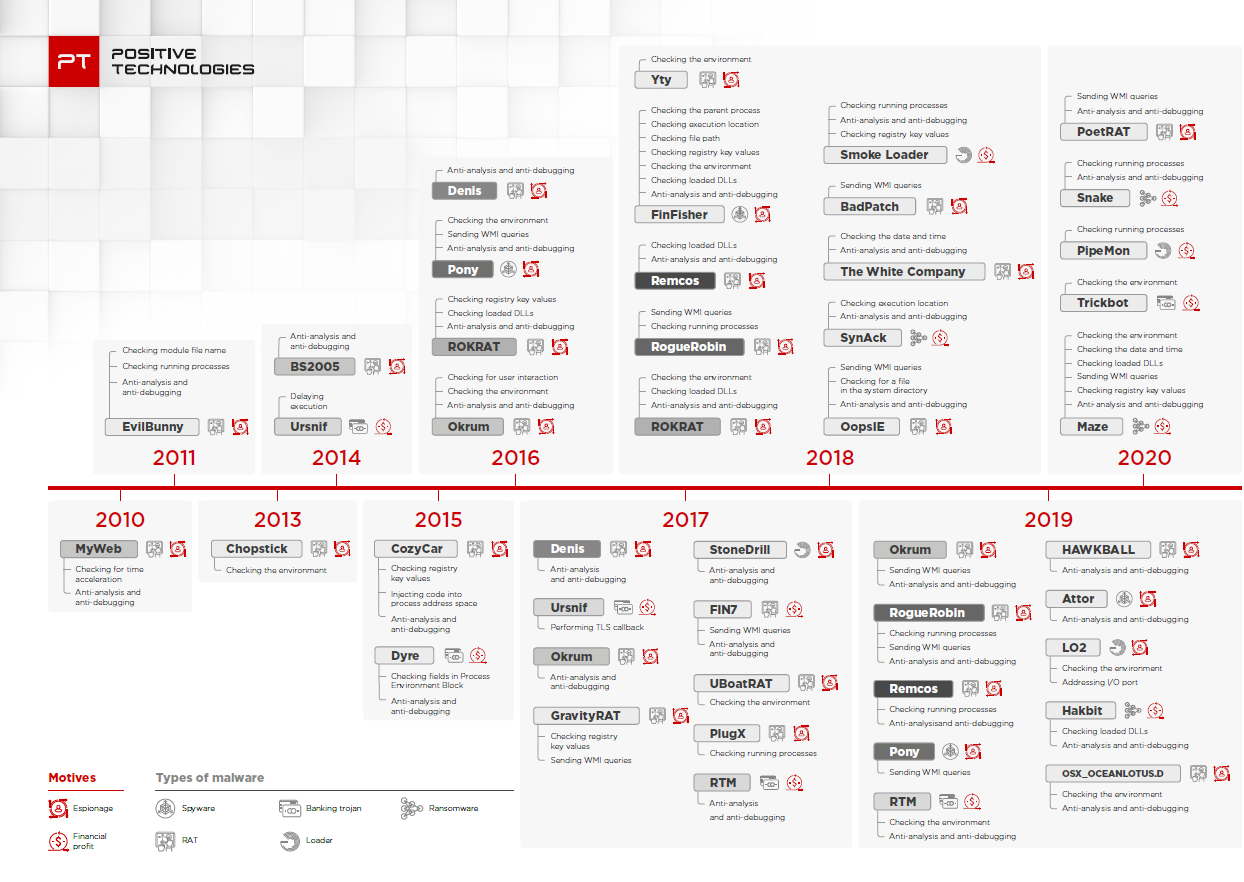 PT
POSITIVE
TECHNOLOGIES
Checking module file name
Checking running processes
Anti-analysis and
anti-debugging
EvilBunny
2011
Anti-analysis and
anti-debugging
BS2005
Delaying
execution
Ursnif
2014
Anti-analysis and anti-debugging
Denis
Checking the environment
Sending WMI queries
Anti-analysis and anti-debugging
Pony
Checking registry key values
Checking loaded DLLs
Anti-analysis and anti-debugging
ROKRAT
Checking for user interaction
Checking the environment
Anti-analysis and anti-debugging
Okrum
2016
Checking the environment
Yty
Checking the parent process
Checking execution location
Checking file path
Checking registry key values
Checking the environment
Checking loaded DLLs
Anti-analysis and anti-debugging
FinFisher
Checking loaded DLLs
Anti-analysis and anti-debugging
Remcos
Sending WMI queries
Checking running processes
RogueRobin
Checking the environment
Checking loaded DLLs
Anti-analysis and anti-debugging
ROKRAT
Checking running processes
Anti-analysis and anti-debugging
Checking registry key values
Smoke Loader
Sending WMI queries
BadPatch
Checking the date and time
Anti-analysis and anti-debugging
The White Company
Checking execution location
Anti-analysis and anti-debugging
SynAck
Sending WMI queries
Checking for a file
in the system directory
Anti-analysis and anti-debugging
OopsIE
2018
Sending WMI queries
Anti-analysis and anti-debugging
PoetRAT
Checking running processes
Anti-analysis and anti-debugging
Snake
Checking running processes
PipeMon
Checking the environment
Trickbot
Checking the environment
Checking the date and time
Checking loaded DLLs
Sending WMI queries
Checking registry key values
Anti-analysis and anti-debugging
Maze
2020
2010
MyWeb
Checking for time
acceleration
Anti-analysis and
anti-debugging
2013
Chopstick
Checking the environment
2015
CozyCar
Checking registry
key values
Injecting code into
process address space
Anti-analysis and
anti-debugging
Dyre
Checking fields in Process
Environment Block
Anti-analysis and
anti-debugging
2017
Denis
Anti-analysis
and anti-debugging
Ursnif
Performing TLS callback
Okrum
Anti-analysis and
anti-debugging
GravityRAT
Checking registry
key values
Sending WMI queries
StoneDrill
Anti-analysis and
anti-debugging
FIN7
Sending WMI queries
Anti-analysis and
anti-debugging
UBoatRAT
Checking the environment
PlugX
Checking running processes
RTM
Anti-analysis
and anti-debugging
2019
Okrum
Sending WMI queries
Anti-analysis and anti-debugging
RogueRobin
Checking running processes
Sending WMI queries
Anti-analysis and anti-debugging
Remcos
Checking running processes
Anti-analysisand anti-debugging
Pony
Sending WMI queries
RTM
Checking the environment
Anti-analysis and anti-debugging
HAWKBALL
Anti-analysis and anti-debugging
Attor
Anti-analysis and anti-debugging
LO2
Checking the environment
Addressing I/O port
Hakbit
Checking loaded DLLs
Anti-analysis and anti-debugging
OSX_OCEANLOTUS.D
Checking the environment
Anti-analysis and anti-debugging
Motives
Espionage
Financial
profit
Types of malware
Spyware
Banking trojan
Ransomware
RAT
Loader